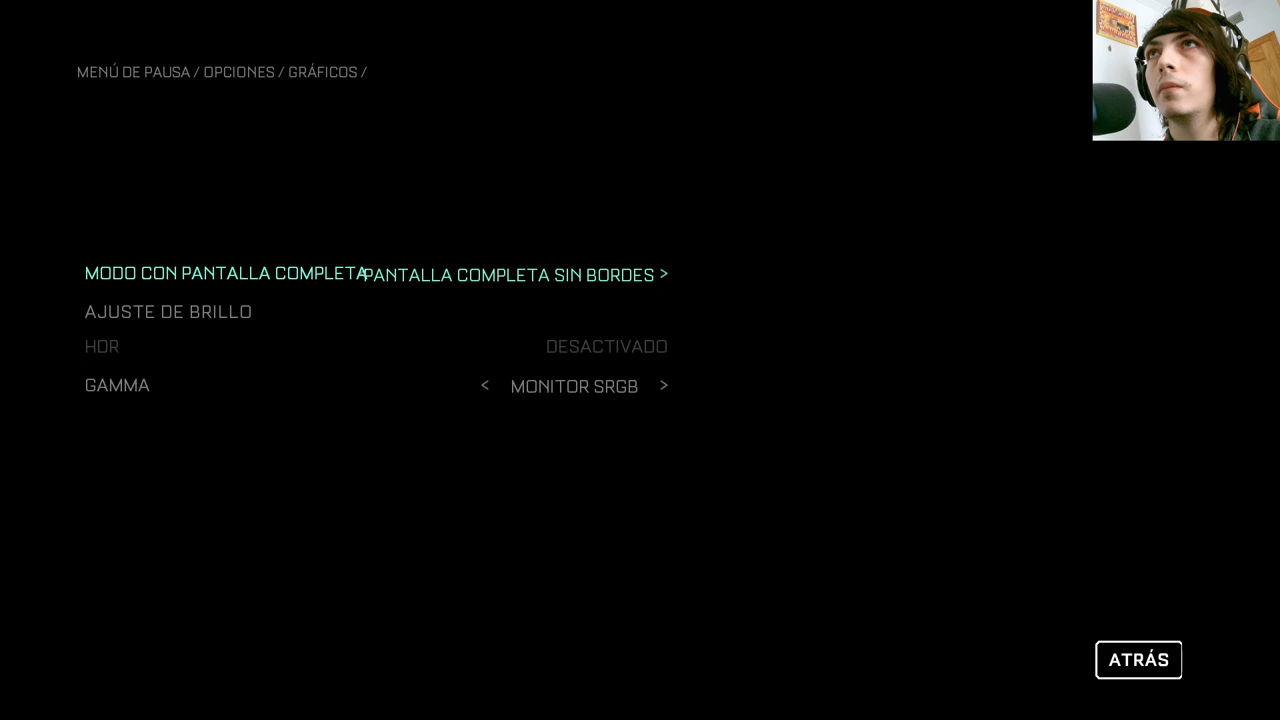 MENÚ DE PAUSA / OPCIONES / GRÁFICOS /
MODO CON PANTALLA COMPLETA PANTALLA COMPLETA SIN BORDES >
AJUSTE DE BRILLO
HDR DESACTIVADO
GAMMA < MONITOR SRGB >
ATRÁS